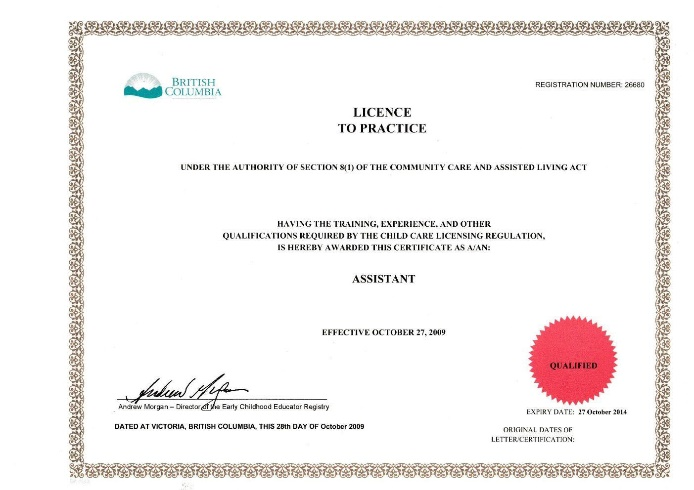 BRITISH
COLUMBIA
REGISTRATION NUMBER: 26680
LICENCE
TO PRACTICE
UNDER THE AUTHORITY OF SECTION 8(1) OF THE COMMUNITY CARE AND ASSISTED LIVING ACT
HAVING THE TRAINING, EXPERIENCE, AND OTHER
QUALIFICATIONS REQUIRED BY THE CHILD CARE LICENSING REGULATION,
IS HEREBY AWARDED THIS CERTIFICATE AS A/AN:
ASSISTANT
EFFECTIVE OCTOBER 27, 2009
QUALIFIED
Andrew Morgan
Andrew Morgan – Director of the Early Childhood Educator Registry
EXPIRY DATE: 27 October 2014
DATED AT VICTORIA, BRITISH COLUMBIA, THIS 28th DAY OF October 2009
ORIGINAL DATES OF
LETTER/CERTIFICATION: